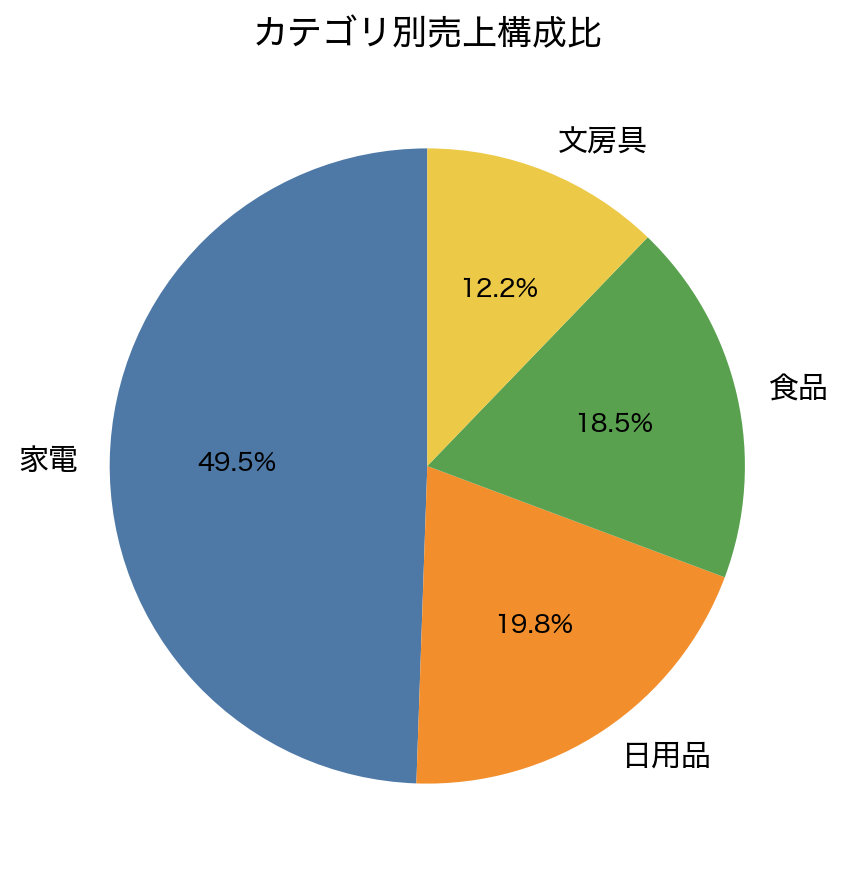 カテゴリ別売上構成比
文房具
12.2%
食品
18.5%
家電
49.5%
19.8%
日用品